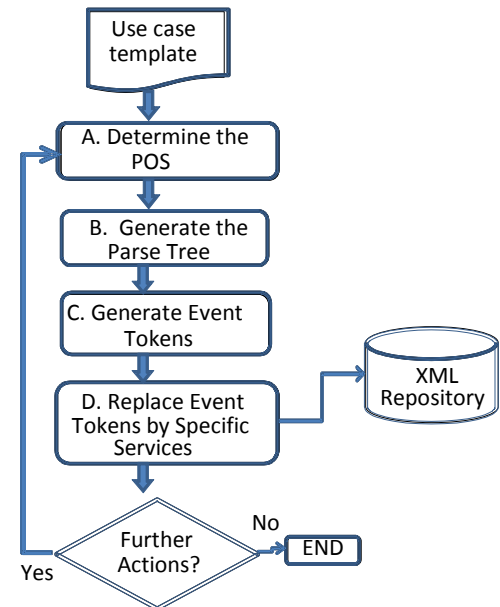 Use case
template
A. Determine the
POS
B. Generate the
Parse Tree
C. Generate Event
Tokens
D. Replace Event
Tokens by Specific
Services
XML
Repository
Further
Actions?
No
END
Yes